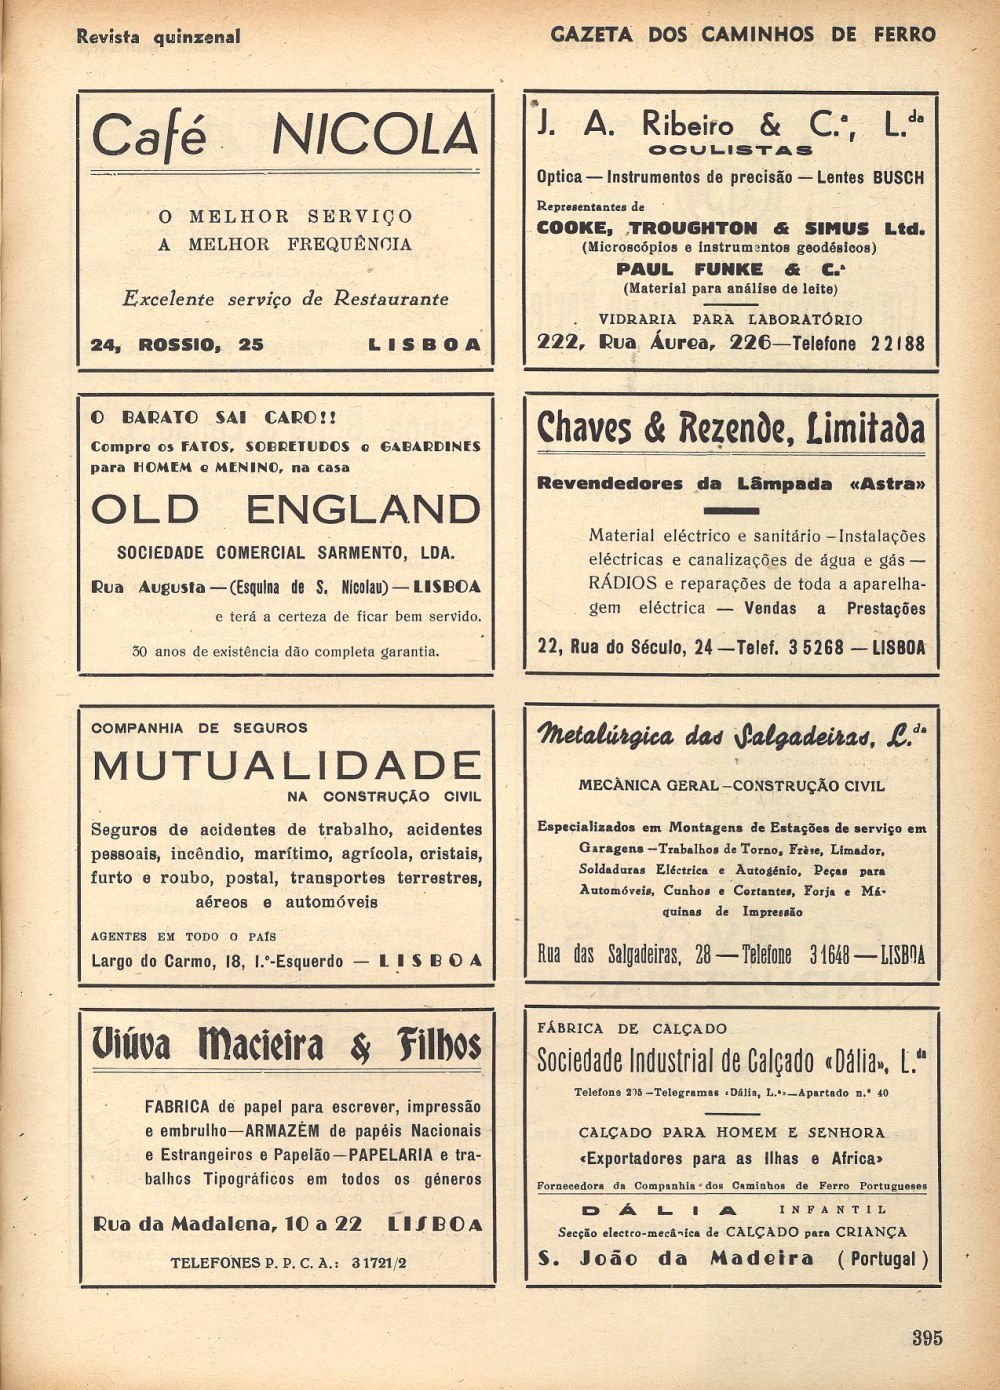 Revista quinzenal
GAZETA DOS CAMINHOS DE FERRO
Café NICOLA
O MELHOR SERVIÇO
A MELHOR FREQUÊNCIA
Excelente serviço de Restaurante
24, ROSSIO, 25 LISBOA
J. A. Ribeiro & C.ª, L.da
OCULISTAS
Optica — Instrumentos de precisão — Lentes BUSCH
Representantes de
COOKE, TROUGHTON & SIMUS Ltd.
(Microscópios e instrumentos geodésicos)
PAUL FUNKE & C.ª
(Material para análise de leite)
VIDRARIA PARA LABORATÓRIO
222, Rua Áurea, 226—Telefone 22188
O BARATO SAI CARO!!
Compre os FATOS, SOBRETUDOS e GABARDINES
para HOMEM e MENINO, na casa
OLD ENGLAND
SOCIEDADE COMERCIAL SARMENTO, LDA.
Rua Augusta — (Esquina de S. Nicolau) — LISBOA
e terá a certeza de ficar bem servido.
30 anos de existência dão completa garantia.
Chaves & Rezende, Limitada
Revendedores da Lâmpada «Astra»
Material eléctrico e sanitário – Instalações
eléctricas e canalizações de água e gás —
RÁDIOS e reparações de toda a aparelha-
gem eléctrica — Vendas a Prestações
22, Rua do Século, 24 — Telef. 35268 — LISBOA
COMPANHIA DE SEGUROS
MUTUALIDADE
NA CONSTRUÇÃO CIVIL
Seguros de acidentes de trabalho, acidentes
pessoais, incêndio, marítimo, agrícola, cristais,
furto e roubo, postal, transportes terrestres,
aéreos e automóveis
AGENTES EM TODO O PAÍS
Largo do Carmo, 18, 1.º-Esquerdo — LISBOA
Metalúrgica das Salgadeiras, L.da
MECÂNICA GERAL – CONSTRUÇÃO CIVIL
Especializados em Montagens de Estações de serviço em
Garagens – Trabalhos de Torno, Frèse, Limador,
Soldaduras Eléctrica e Autogénio, Peças para
Automóveis, Cunhos e Cortantes, Forja e Má-
quinas de Impressão
Rua das Salgadeiras, 28 — Telefone 31648 — LISBOA
Viúva Macieira & Filhos
FABRICA de papel para escrever, impressão
e embrulho—ARMAZÉM de papéis Nacionais
e Estrangeiros e Papelão—PAPELARIA e tra-
balhos Tipográficos em todos os géneros
Rua da Madalena, 10 a 22 LISBOA
TELEFONES P. P. C. A.: 31721/2
FÁBRICA DE CALÇADO
Sociedade Industrial de Calçado «Dália», L.da
Telefone 205 – Telegramas «Dália, L.da» — Apartado n.º 40
CALÇADO PARA HOMEM E SENHORA
«Exportadores para as Ilhas e Africa»
Fornecedora da Companhia dos Caminhos de Ferro Portugueses
DÁLIA INFANTIL
Secção electro-mecânica de CALÇADO para CRIANÇA
S. João da Madeira (Portugal)
395